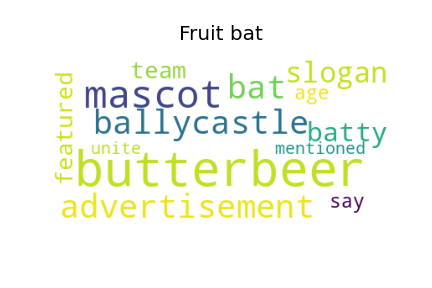 Fruit bat
team
slogan
featured
mascot
bat
age
ballycastle
batty
unite
mentioned
butterbeer
advertisement
say